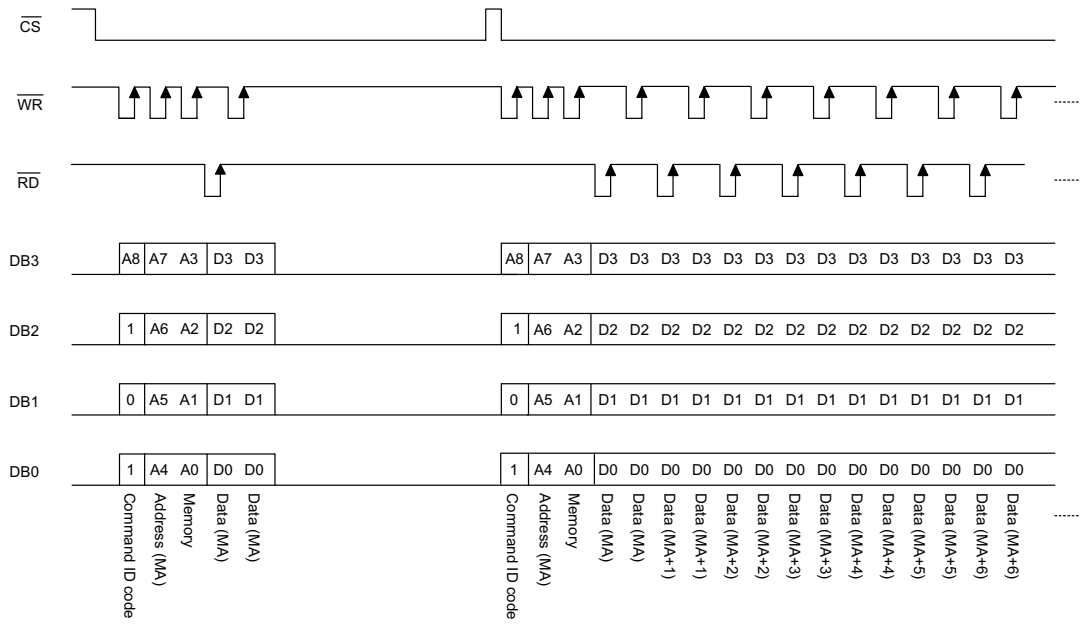 CS
WR
RD
DB3 A8 A7 A3 D3 D3 A8 A7 A3 D3 D3 D3 D3 D3 D3 D3 D3 D3 D3 D3 D3 D3 D3
DB2 1 A6 A2 D2 D2 1 A6 A2 D2 D2 D2 D2 D2 D2 D2 D2 D2 D2 D2 D2 D2 D2
DB1 0 A5 A1 D1 D1 0 A5 A1 D1 D1 D1 D1 D1 D1 D1 D1 D1 D1 D1 D1 D1 D1
DB0 1 A4 A0 D0 D0 1 A4 A0 D0 D0 D0 D0 D0 D0 D0 D0 D0 D0 D0 D0 D0 D0
Command ID code
Address (MA)
Memory
Data (MA)
Data (MA)
Command ID code
Address (MA)
Memory
Data (MA)
Data (MA)
Data (MA+1)
Data (MA+1)
Data (MA+2)
Data (MA+2)
Data (MA+3)
Data (MA+3)
Data (MA+4)
Data (MA+4)
Data (MA+5)
Data (MA+5)
Data (MA+6)
Data (MA+6)